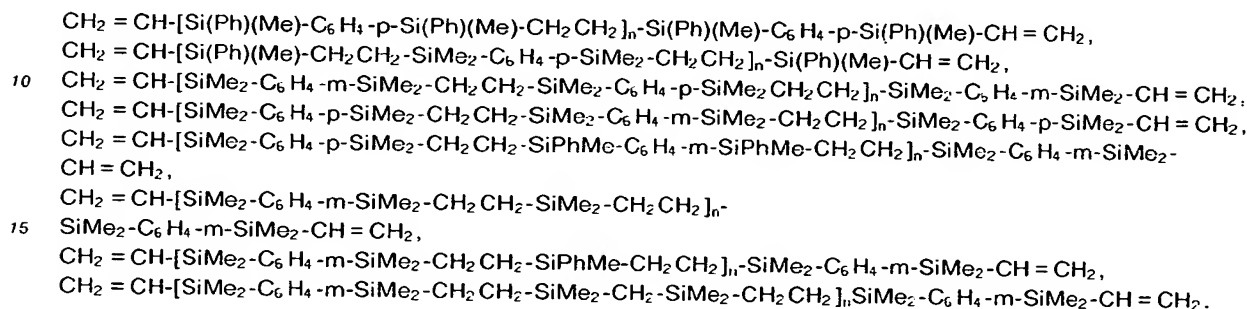 CH₂ = CH-[Si(Ph)(Me)-C₆H₄-p-Si(Ph)(Me)-CH₂CH₂]ₙ-Si(Ph)(Me)-C₆H₄-p-Si(Ph)(Me)-CH = CH₂,
CH₂ = CH-[Si(Ph)(Me)-CH₂CH₂-SiMe₂-C₆H₄-p-SiMe₂-CH₂CH₂]ₙ-Si(Ph)(Me)-CH = CH₂,
10 CH₂ = CH-[SiMe₂-C₆H₄-m-SiMe₂-CH₂CH₂-SiMe₂-C₆H₄-p-SiMe₂CH₂CH₂]ₙ-SiMe₂-C₆H₄-m-SiMe₂-CH = CH₂,
CH₂ = CH-[SiMe₂-C₆H₄-p-SiMe₂-CH₂CH₂-SiMe₂-C₆H₄-m-SiMe₂-CH₂CH₂]ₙ-SiMe₂-C₆H₄-p-SiMe₂-CH = CH₂,
CH₂ = CH-[SiMe₂-C₆H₄-p-SiMe₂-CH₂CH₂-SiPhMe-C₆H₄-m-SiPhMe-CH₂CH₂]ₙ-SiMe₂-C₆H₄-m-SiMe₂-
CH = CH₂,
CH₂ = CH-[SiMe₂-C₆H₄-m-SiMe₂-CH₂CH₂-SiMe₂-CH₂CH₂]ₙ-
15 SiMe₂-C₆H₄-m-SiMe₂-CH = CH₂,
CH₂ = CH-[SiMe₂-C₆H₄-m-SiMe₂-CH₂CH₂-SiPhMe-CH₂CH₂]ₙ-SiMe₂-C₆H₄-m-SiMe₂-CH = CH₂,
CH₂ = CH-[SiMe₂-C₆H₄-m-SiMe₂-CH₂CH₂-SiMe₂-CH₂-SiMe₂-CH₂CH₂]ₙSiMe₂-C₆H₄-m-SiMe₂-CH = CH₂.